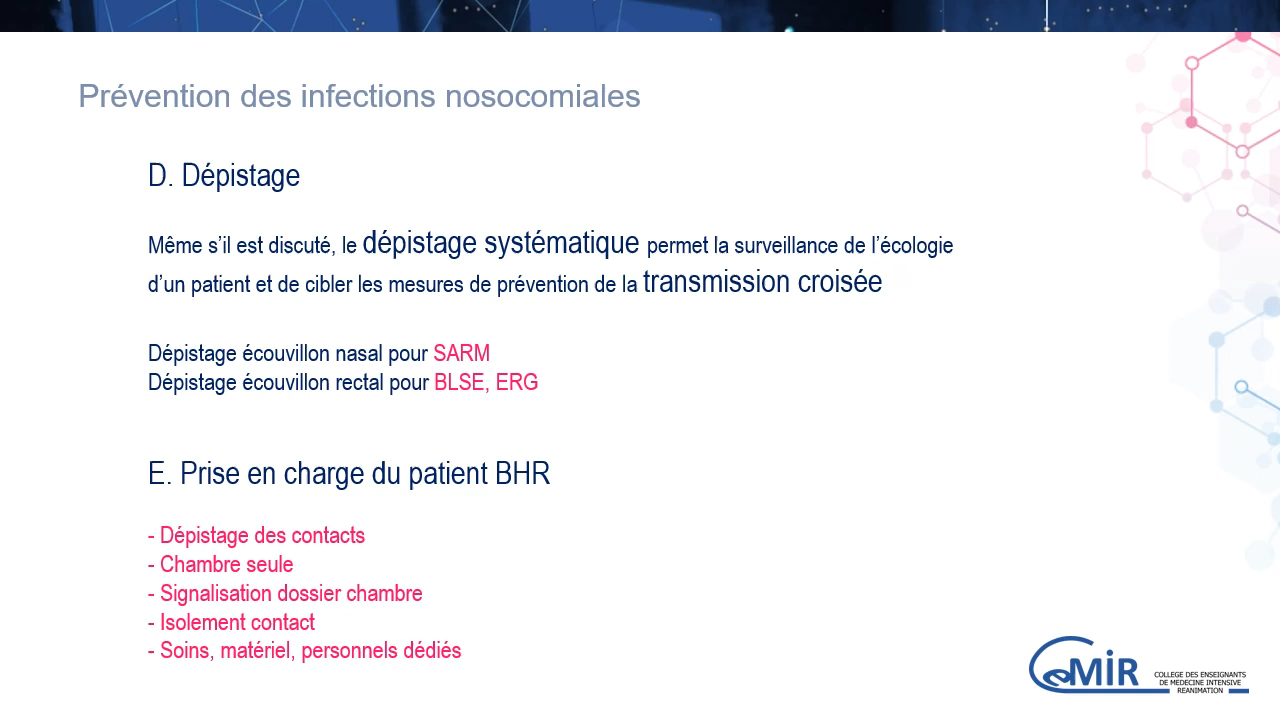 Prévention des infections nosocomiales
D. Dépistage
Même s’il est discuté, le dépistage systématique permet la surveillance de l’écologie
d’un patient et de cibler les mesures de prévention de la transmission croisée
Dépistage écouvillon nasal pour SARM
Dépistage écouvillon rectal pour BLSE, ERG
E. Prise en charge du patient BHR
- Dépistage des contacts
- Chambre seule
- Signalisation dossier chambre
- Isolement contact
- Soins, matériel, personnels dédiés
CeMIR
COLLEGE DES ENSEIGNANTS
DE MEDECINE INTENSIVE
REANIMATION